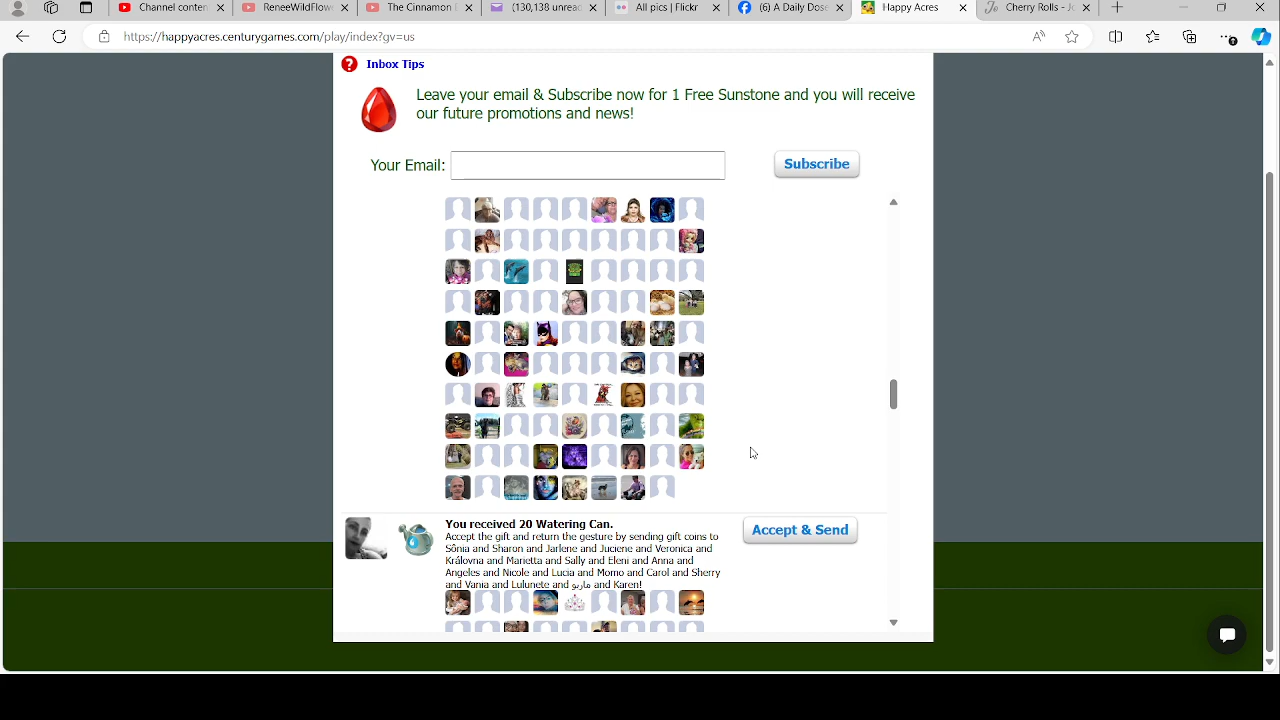 Channel conten
ReneeWildFlow
The Cinnamon
(130,138 unread
All pics | Flickr
(6) A Daily Dose
Happy Acres
Cherry Rolls - Jo
https://happyacres.centurygames.com/play/index?gv=us
Inbox Tips
Leave your email & Subscribe now for 1 Free Sunstone and you will receive
our future promotions and news!
Your Email:
Subscribe
You received 20 Watering Can.
Accept & Send
Accept the gift and return the gesture by sending gift coins to
Sônia and Sharon and Jarlene and Juciene and Veronica and
Královna and Marietta and Sally and Eleni and Anna and
Angeles and Nicole and Lucia and Momo and Carol and Sherry
and Vania and Lulunete and ماريو and Karen!